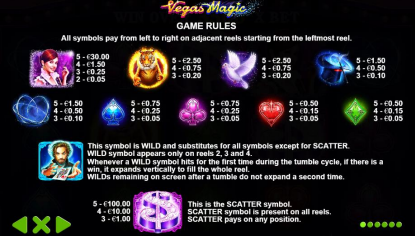 Vegas Magic
GAME RULES
All symbols pay from left to right on adjacent reels starting from the leftmost reel.
5 - €30.00
4 - €1.50
3 - €0.25
2 - €0.05
5 - €2.50
4 - €0.75
3 - €0.20
5 - €2.50
4 - €0.75
3 - €0.20
5 - €1.50
4 - €0.50
3 - €0.10
5 - €1.50
4 - €0.50
3 - €0.10
5 - €0.75
4 - €0.25
3 - €0.20
5 - €0.75
4 - €0.25
3 - €0.20
5 - €0.50
4 - €0.15
3 - €0.10
5 - €0.50
4 - €0.15
3 - €0.10
This symbol is WILD and substitutes for all symbols except for SCATTER.
WILD symbol appears only on reels 2, 3 and 4.
Whenever a WILD symbol hits for the first time during the tumble cycle, if there is a
win, it expands vertically to fill the whole reel.
WILDs remaining on screen after a tumble do not expand a second time.
5 - €100.00
4 - €10.00
3 - €1.00
This is the SCATTER symbol.
SCATTER symbol is present on all reels.
SCATTER pays on any position.